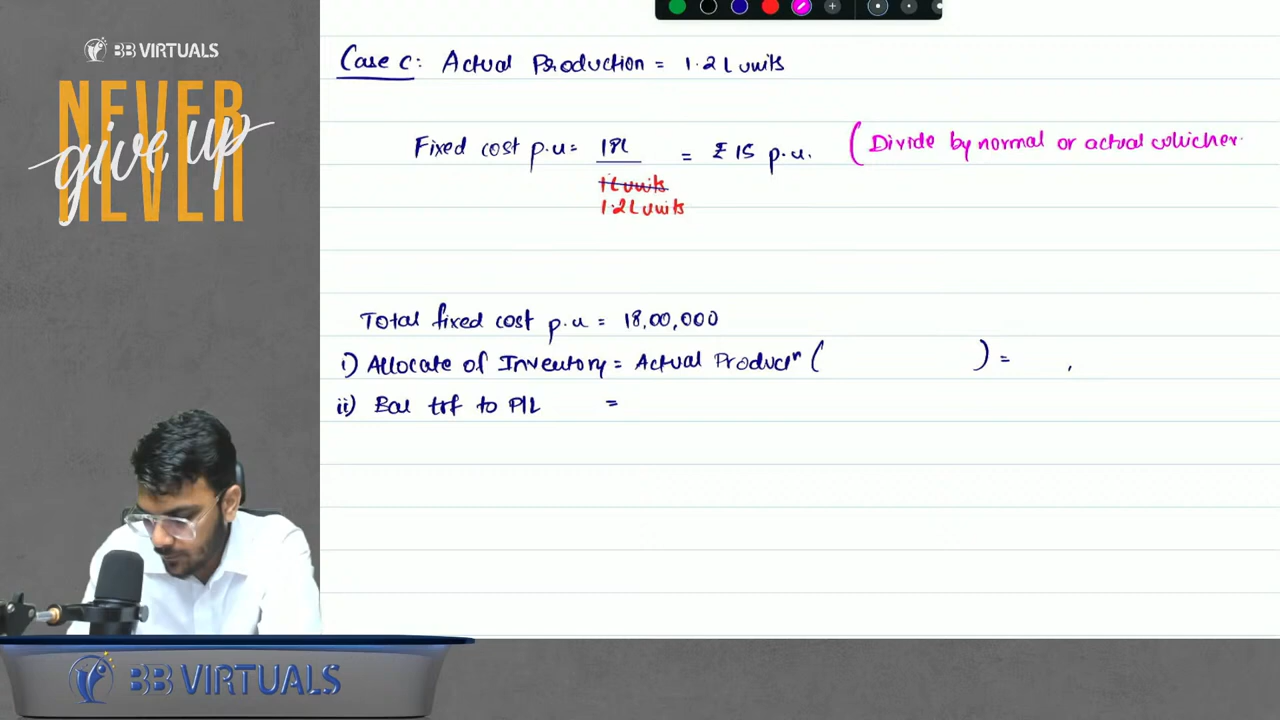 BB VIRTUALS
NEVER
give up
NEVER
Case C: Actual Production = 1.2 L units
Fixed cost p.u = 18L / 1L units 1.2L units = ₹ 15 p.u. (Divide by normal or actual whicher
Total fixed cost p.u = 18,00,000
i) Allocate of Inventory = Actual Productⁿ ( ) = ,
ii) Bal trf to P/L =
BB VIRTUALS